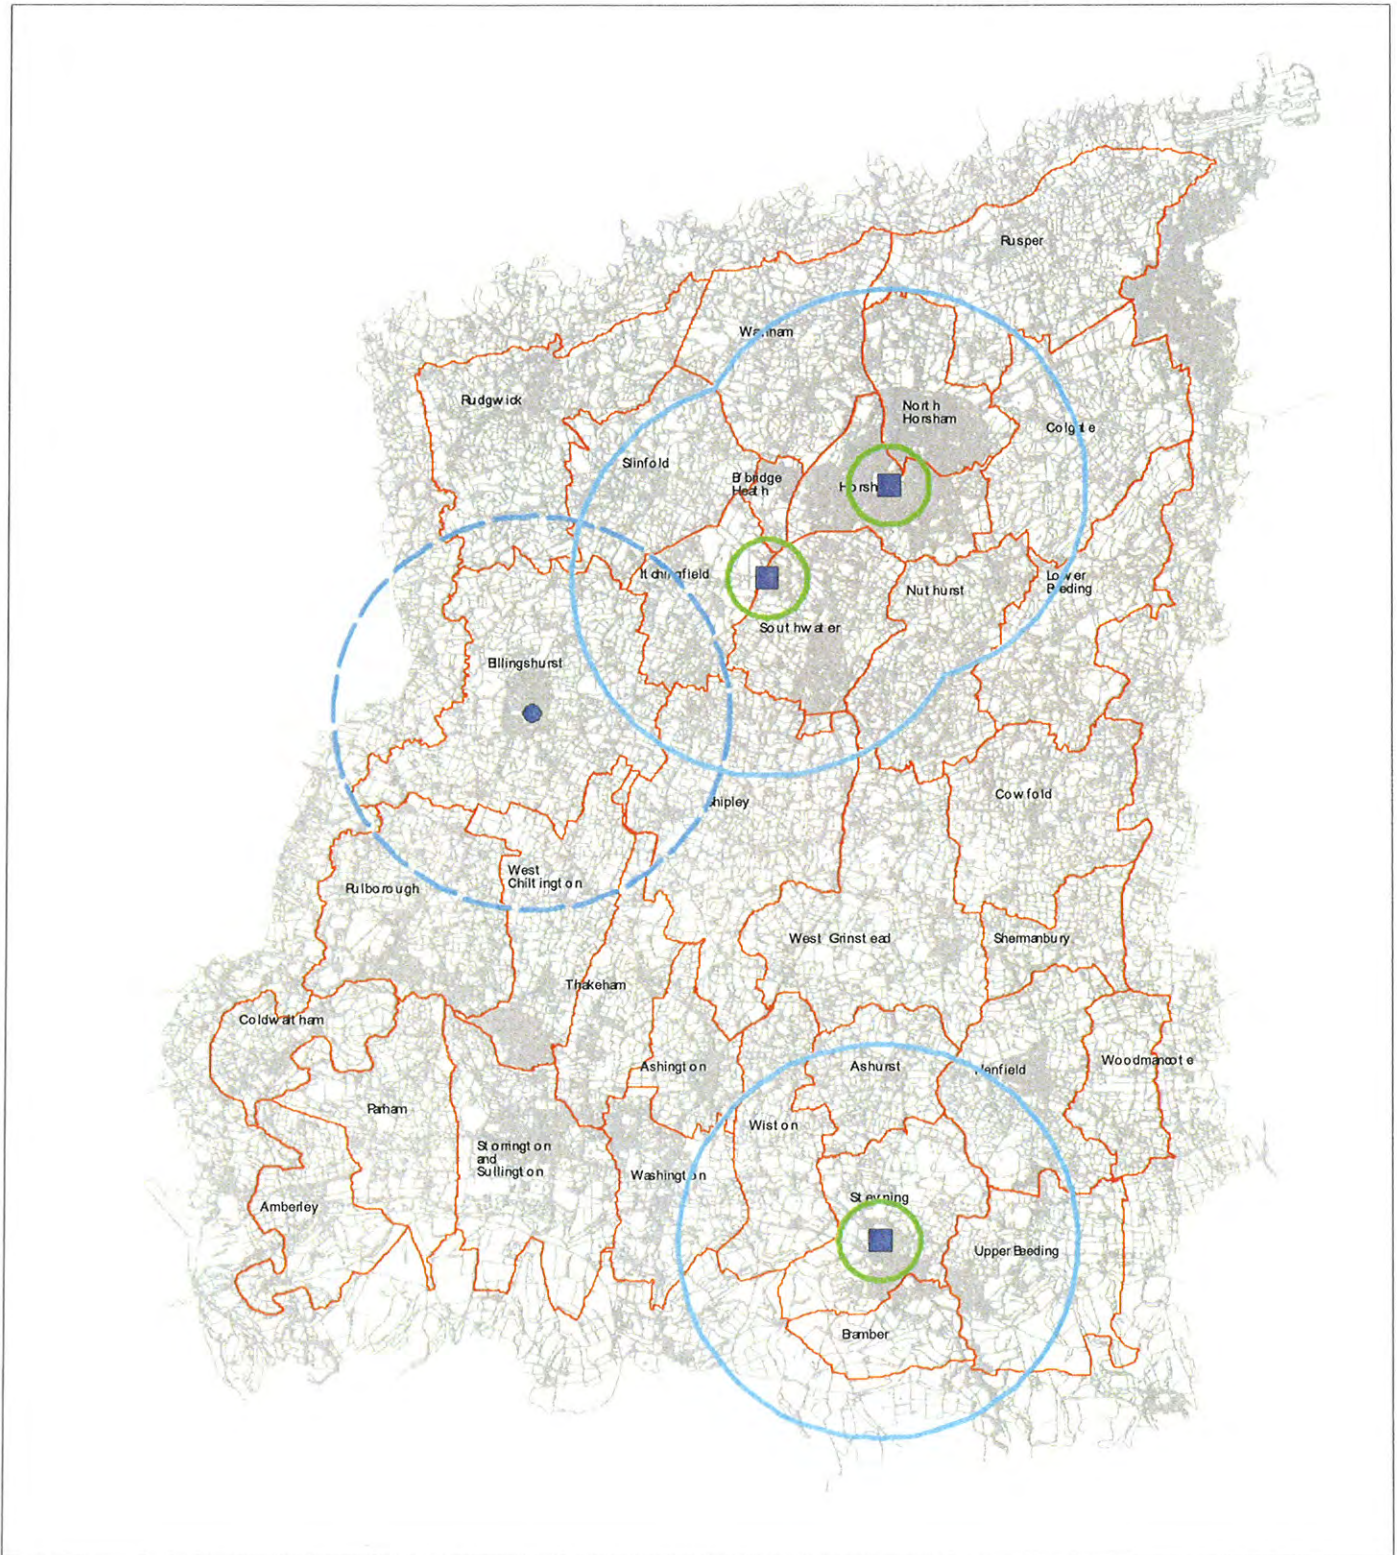 Rusper
Warnham
Rudgwick
North
Horsham
Colgate
Slinfold
B'bridge
Heath
Horsh
Itchingfield
Nuthurst
Lower
Beeding
Southwater
Billingshurst
Shipley
Cowfold
West
Chiltington
Pulborough
West Grinstead
Shermanbury
Thakeham
Coldwaltham
Ashington
Ashurst
Henfield
Woodmancote
Parham
Wiston
Storrington
and
Sullington
Washington
Steyning
Amberley
Upper Beeding
Bramber